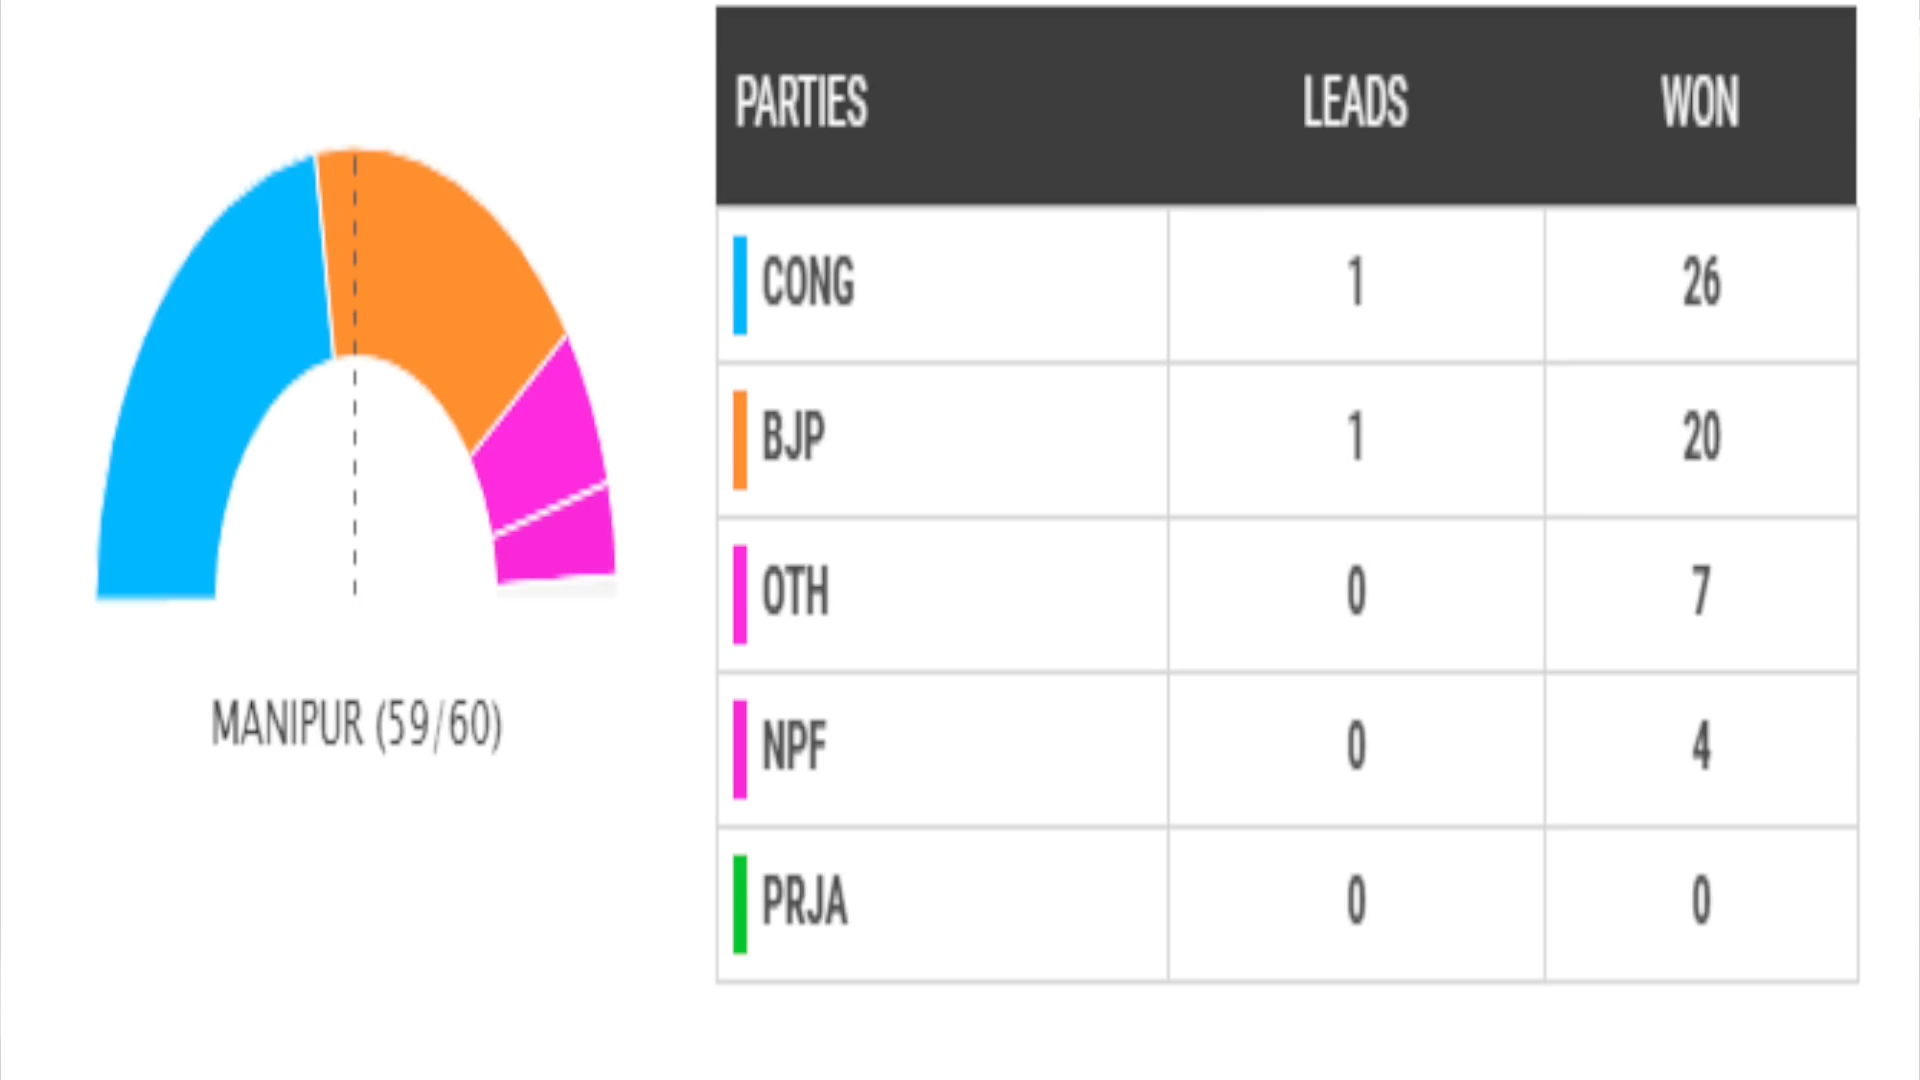 PARTIES LEADS WON
CONG 1 26
BJP 1 20
OTH 0 7
NPF 0 4
PRJA 0 0
MANIPUR (59/60)